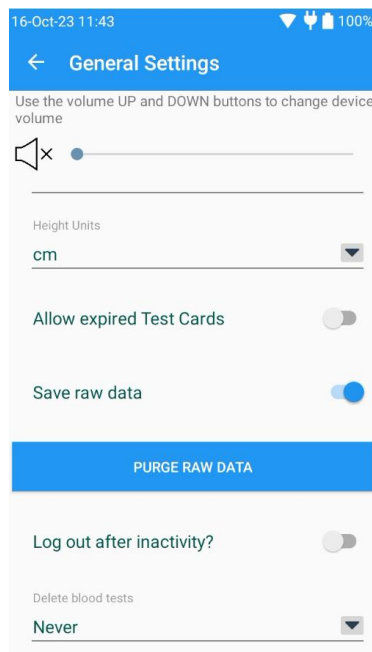 16-Oct-23 11:43 100%
General Settings
Use the volume UP and DOWN buttons to change device
volume
Height Units
cm
Allow expired Test Cards
Save raw data
PURGE RAW DATA
Log out after inactivity?
Delete blood tests
Never